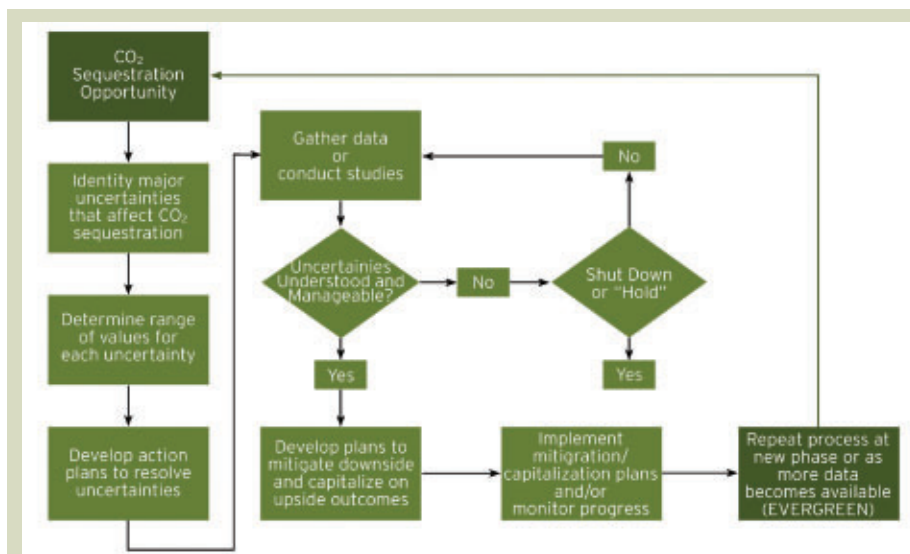 CO₂
Sequestration
Opportunity
Identity major
uncertainties
that affect CO₂
sequestration
Determine range
of values for
each uncertainty
Develop action
plans to resolve
uncertainties
Gather data
or
conduct studies
Uncertainies
Understood and
Manageable?
No
Shut Down
or "Hold"
No
Yes
Yes
Develop plans to
mitigate downside
and capitalize on
upside outcomes
Implement
mitigration/
capitalization plans
and/or
monitor progress
Repeat process at
new phase or as
more data
becomes available
(EVERGREEN)